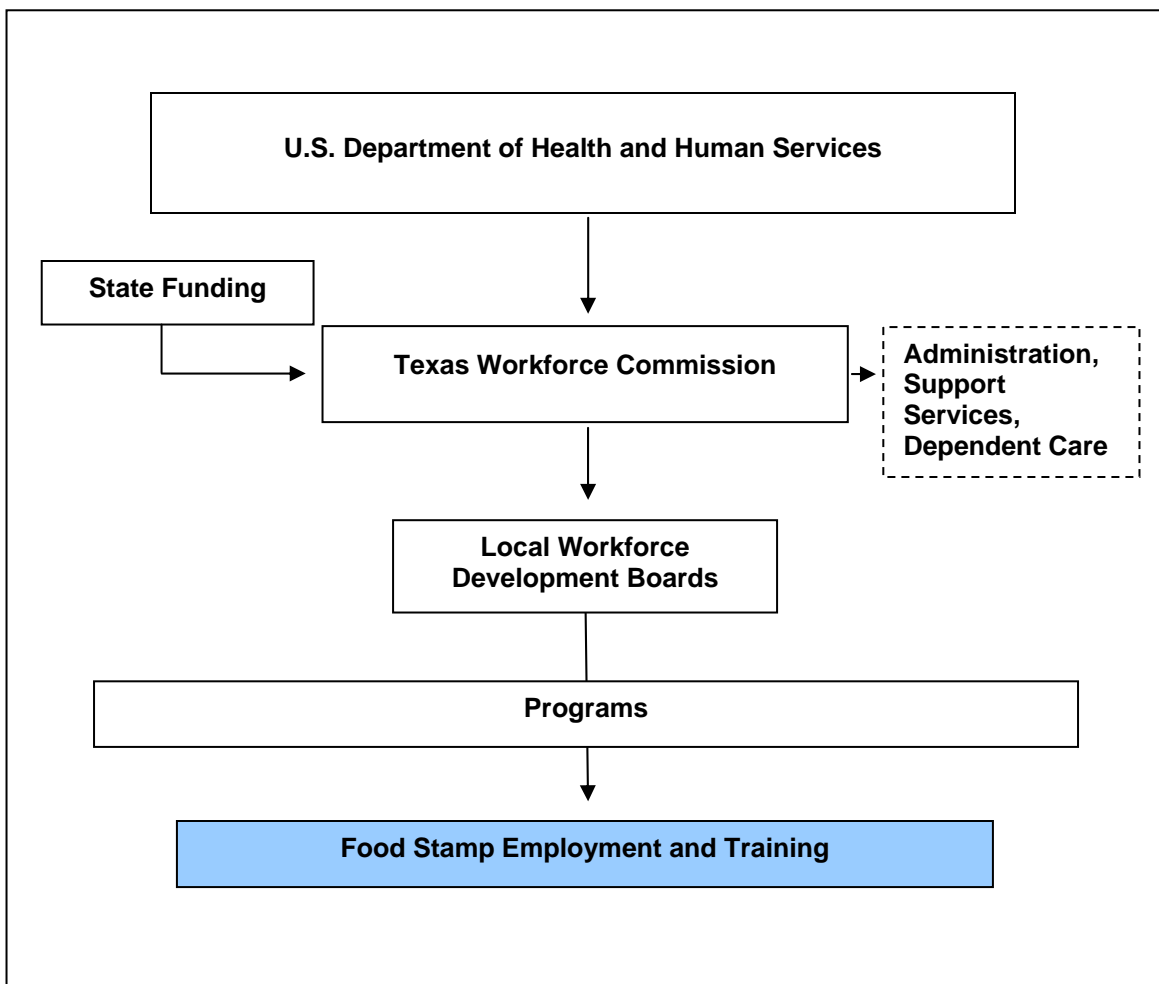 U.S. Department of Health and Human Services
State Funding
Texas Workforce Commission
Administration,
Support
Services,
Dependent Care
Local Workforce
Development Boards
Programs
Food Stamp Employment and Training